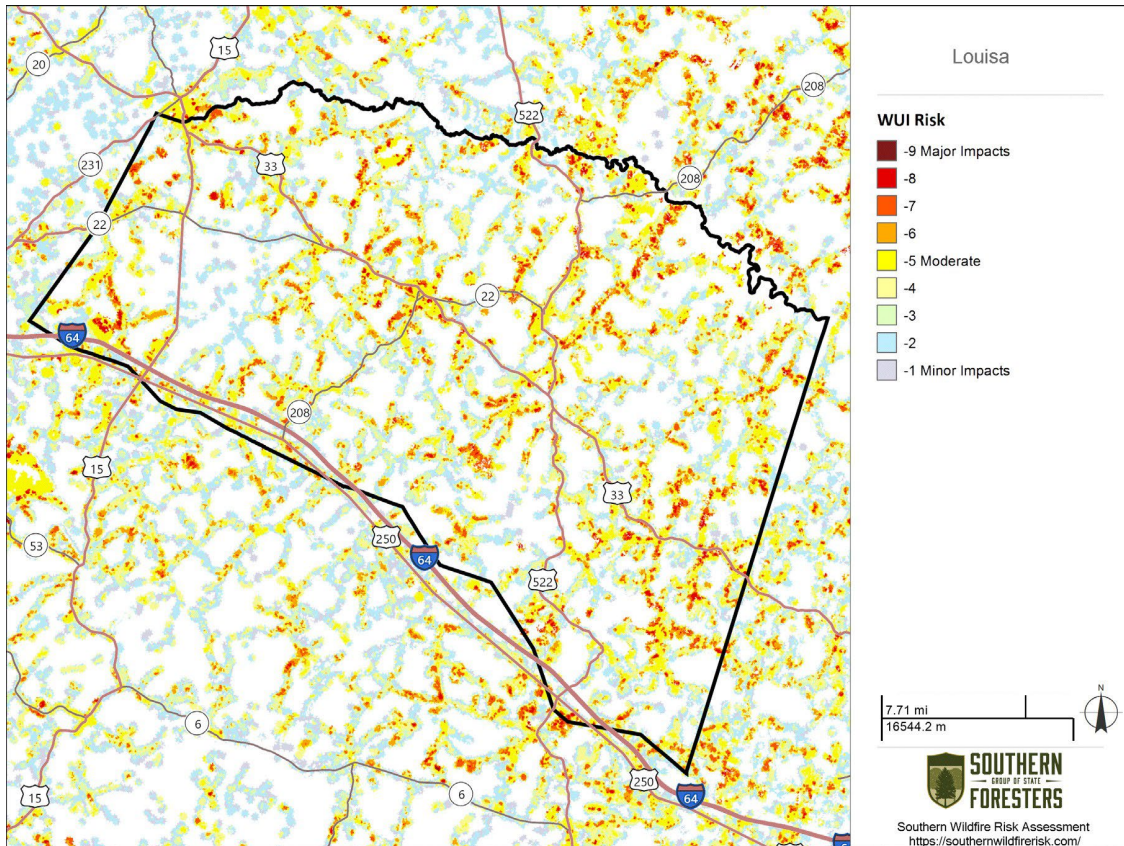 20
15
522
208
231
33
208
22
22
64
208
15
33
53
250
64
522
6
6
15
250
64
Louisa
WUI Risk
-9 Major Impacts
-8
-7
-6
-5 Moderate
-4
-3
-2
-1 Minor Impacts
7.71 mi
16544.2 m
N
SOUTHERN
GROUP OF STATE
FORESTERS
Southern Wildfire Risk Assessment
https://southernwildfirerisk.com/